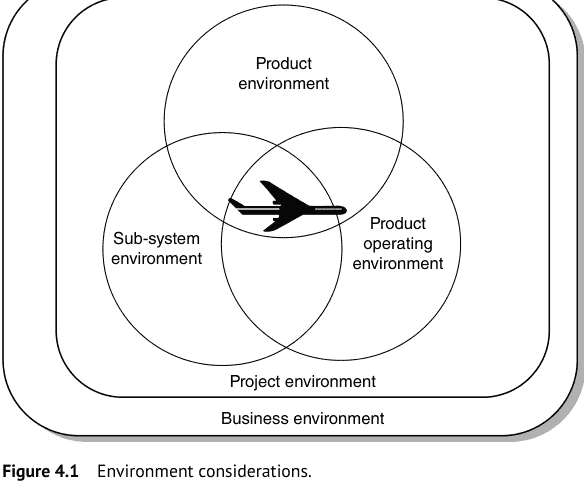 Product
environment
Sub-system
environment
Product
operating
environment
Project environment
Business environment
Figure 4.1 Environment considerations.